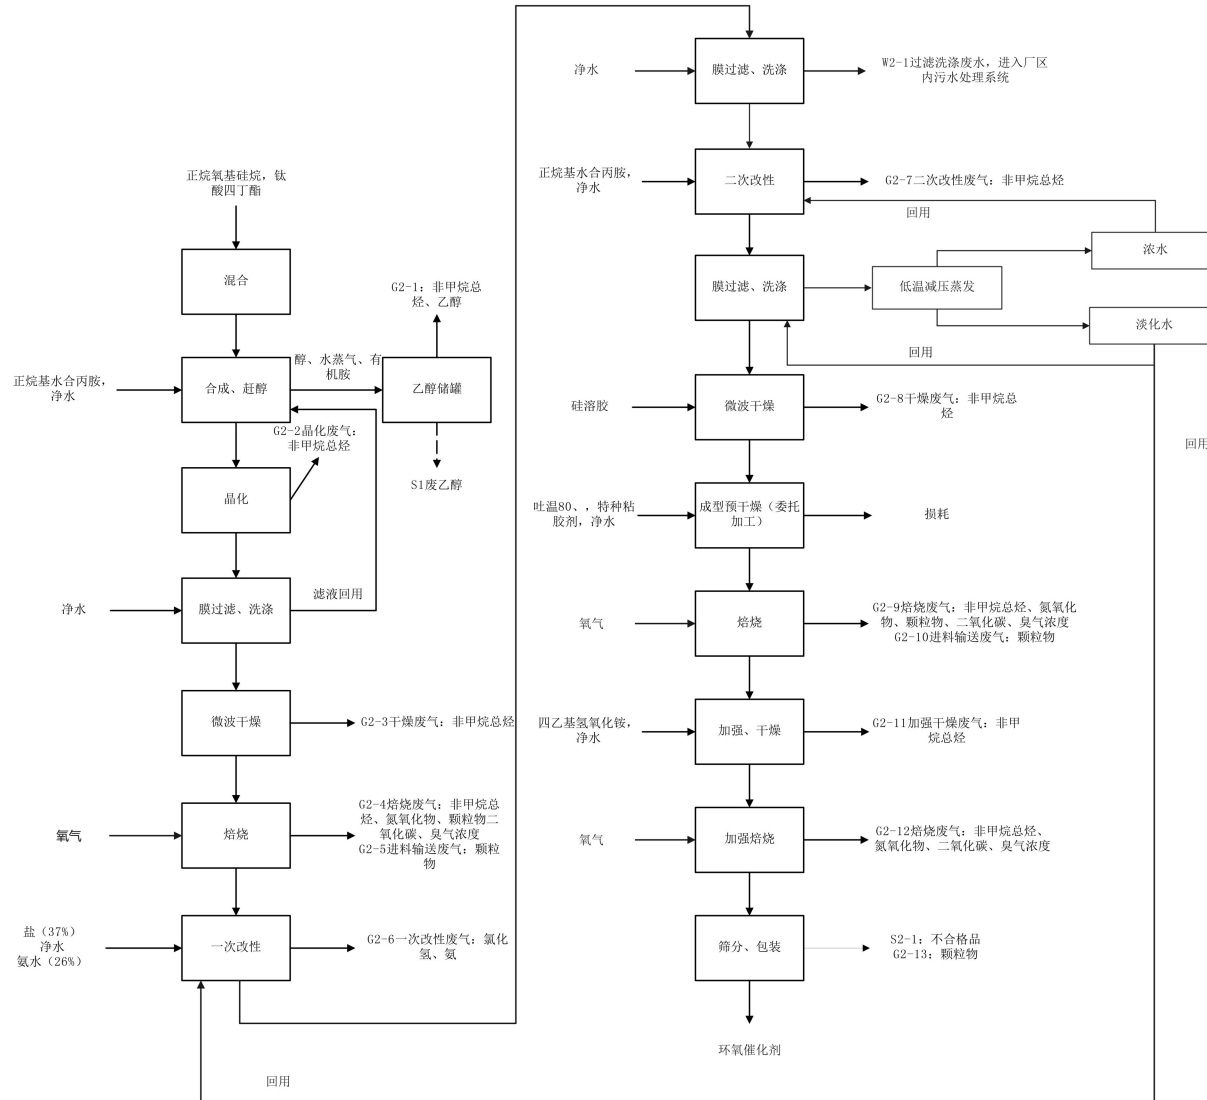 正烷氧基硅烷，钛
酸四丁酯
混合
正烷基水合丙胺，
净水
合成、赶醇
醇、水蒸气、有
机胺
乙醇储罐
G2-1：非甲烷总
烃、乙醇
S1废乙醇
G2-2晶化废气：
非甲烷总烃
晶化
净水
膜过滤、洗涤
滤液回用
微波干燥
G2-3干燥废气：非甲烷总烃
氧气
焙烧
G2-4焙烧废气：非甲烷总
烃、氮氧化物、颗粒物二
氧化碳、臭气浓度
G2-5进料输送废气：颗粒
物
盐（37%）
净水
氨水（26%）
一次改性
G2-6一次改性废气：氯化
氢、氨
回用
净水
膜过滤、洗涤
W2-1过滤洗涤废水，进入厂区
内污水处理系统
正烷基水合丙胺，
净水
二次改性
G2-7二次改性废气：非甲烷总烃
回用
膜过滤、洗涤
低温减压蒸发
浓水
淡化水
回用
硅溶胶
微波干燥
G2-8干燥废气：非甲烷总
烃
回用
吐温80、，特种粘
胶剂，净水
成型预干燥（委托
加工）
损耗
氧气
焙烧
G2-9焙烧废气：非甲烷总烃、氮氧化
物、颗粒物、二氧化碳、臭气浓度
G2-10进料输送废气：颗粒物
四乙基氢氧化铵，
净水
加强、干燥
G2-11加强干燥废气：非甲
烷总烃
氧气
加强焙烧
G2-12焙烧废气：非甲烷总烃、
氮氧化物、二氧化碳、臭气浓度
筛分、包装
S2-1：不合格品
G2-13：颗粒物
环氧催化剂